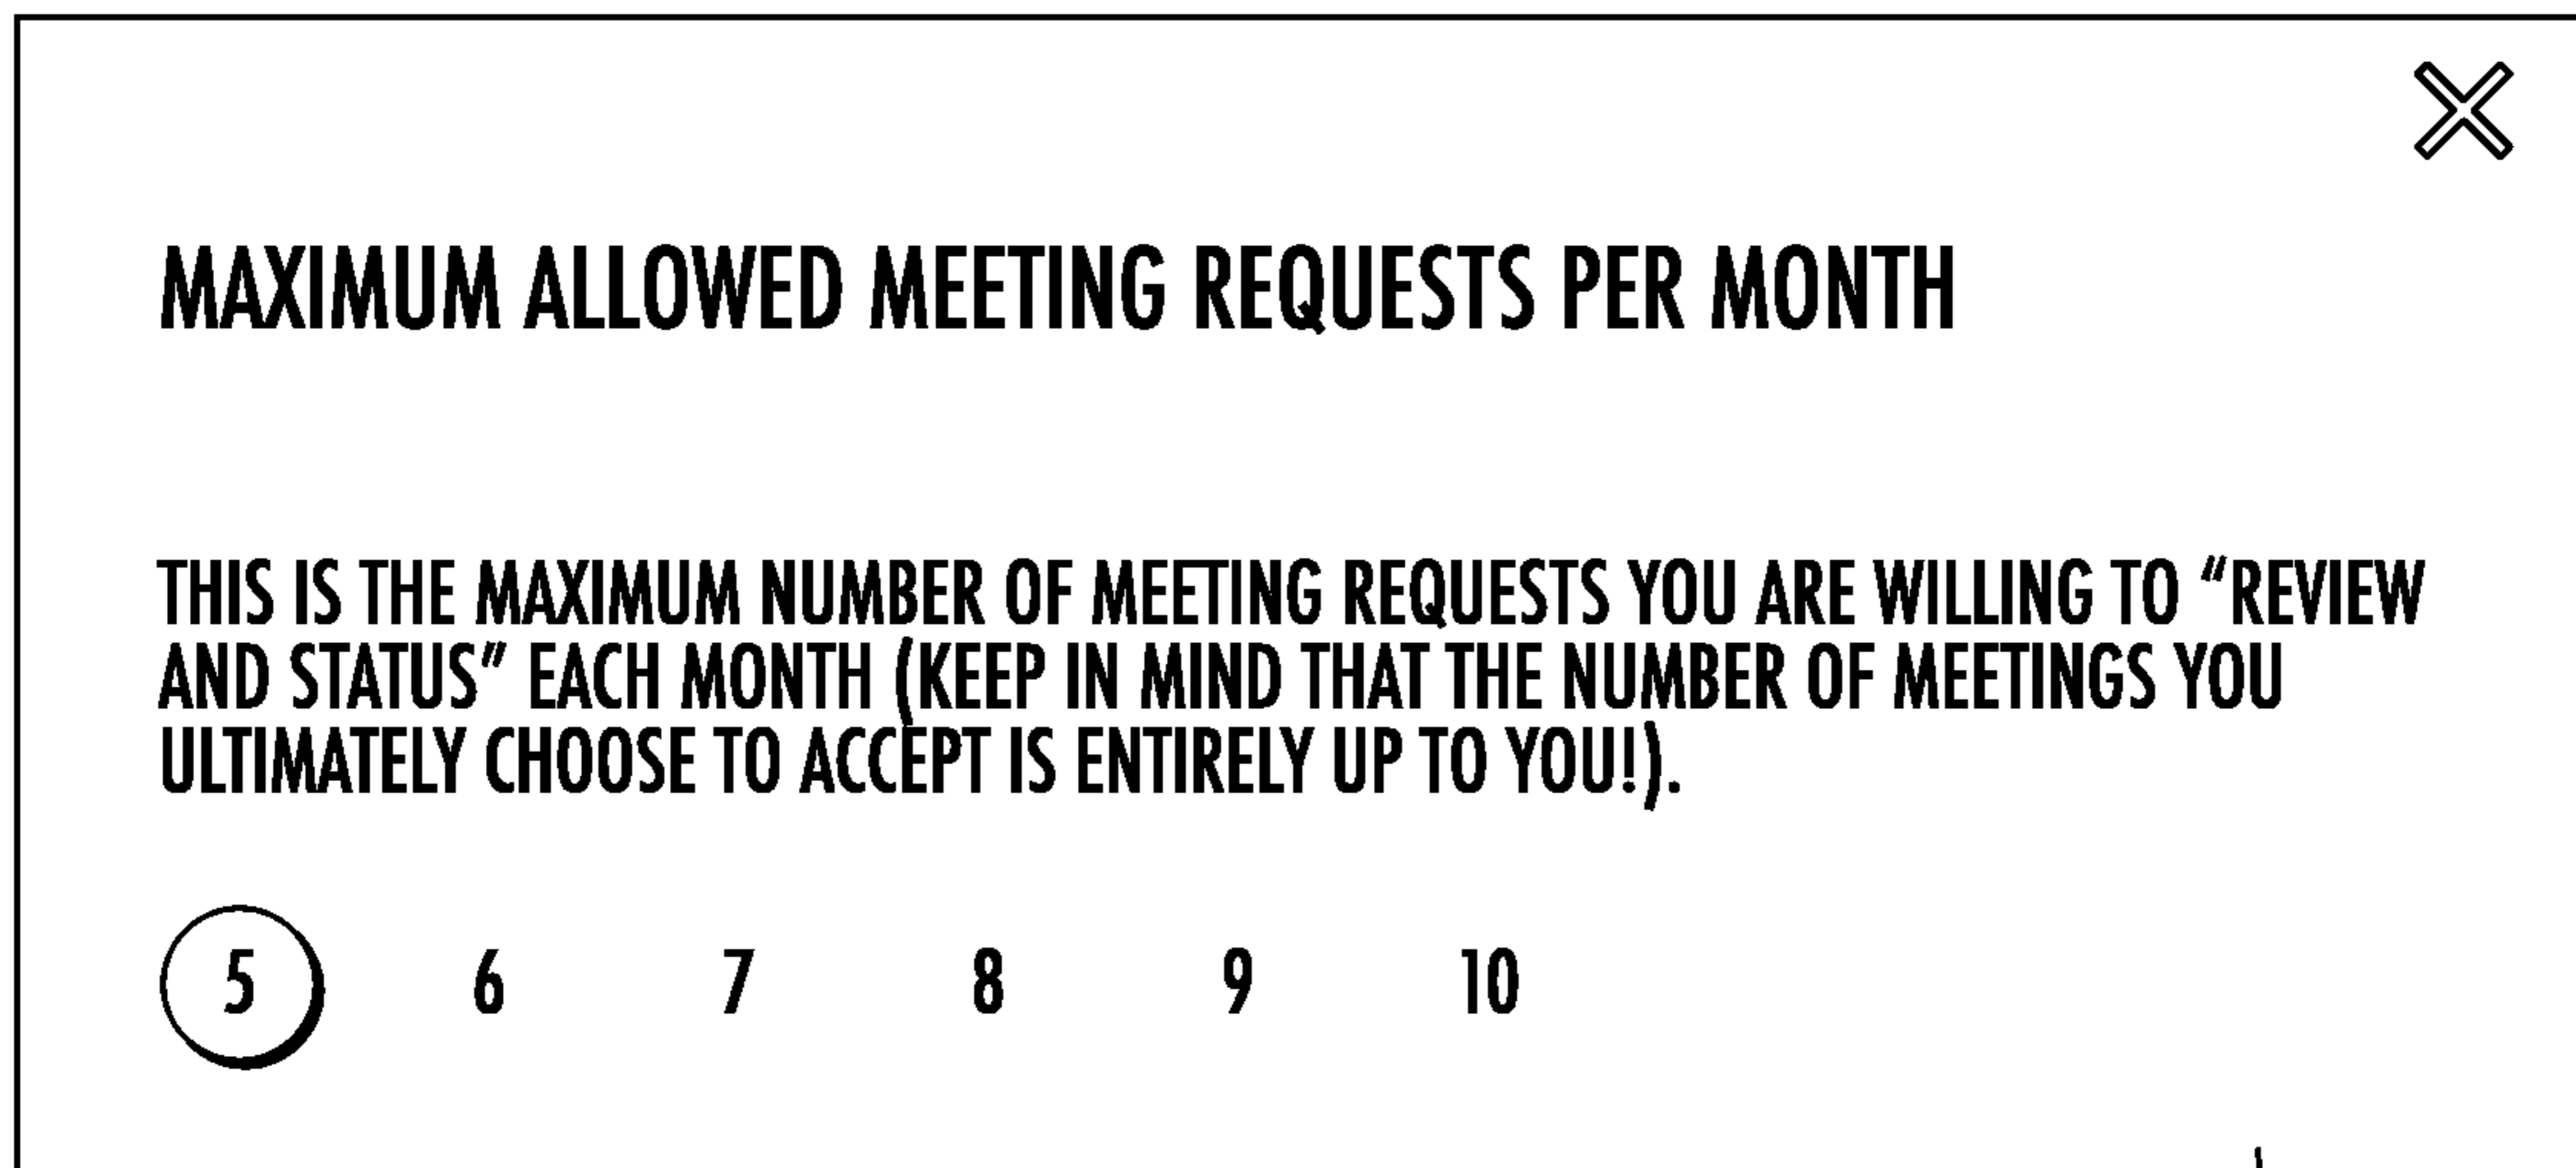 MAXIMUM ALLOWED MEETING REQUESTS PER MONTH
THIS IS THE MAXIMUM NUMBER OF MEETING REQUESTS YOU ARE WILLING TO “REVIEW
AND STATUS” EACH MONTH (KEEP IN MIND THAT THE NUMBER OF MEETINGS YOU
ULTIMATELY CHOOSE TO ACCEPT IS ENTIRELY UP TO YOU!).
5 6 7 8 9 10